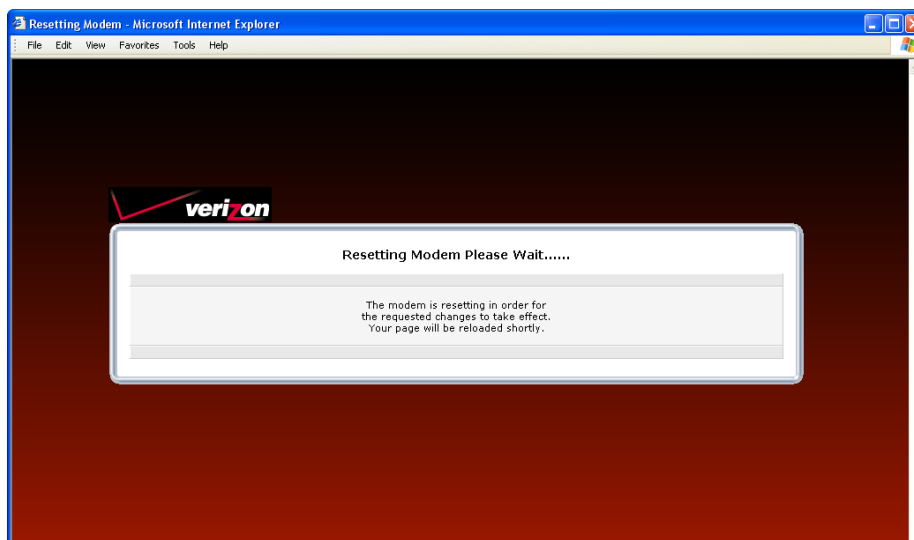 Resetting Modem - Microsoft Internet Explorer
File Edit View Favorites Tools Help
verizon
Resetting Modem Please Wait......
The modem is resetting in order for
the requested changes to take effect.
Your page will be reloaded shortly.